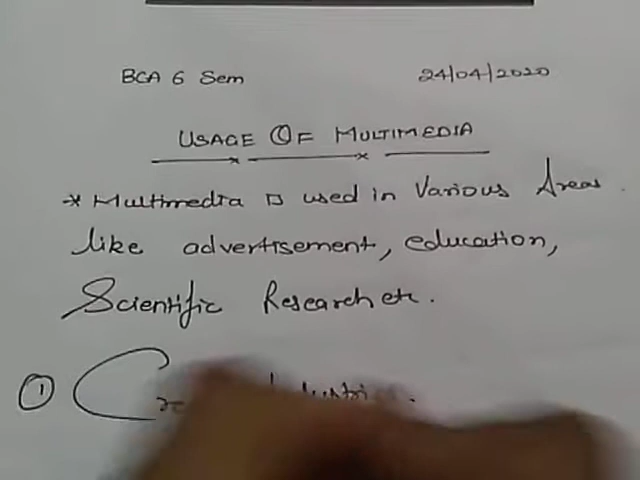 BCA 6 Sem 24/04/2020
USAGE OF MULTIMEDIA
* Multimedia is used in Various Areas.
like advertisement, education,
Scientific Research etc.
①